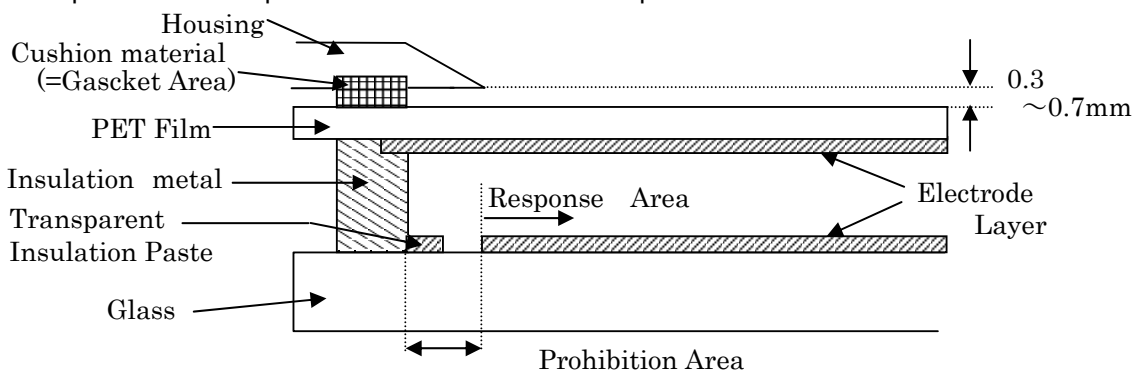 Housing
Cushion material
(=Gascket Area)
0.3
～0.7mm
PET Film
Insulation metal
Response Area
Electrode
Layer
Transparent
Insulation Paste
Glass
Prohibition Area